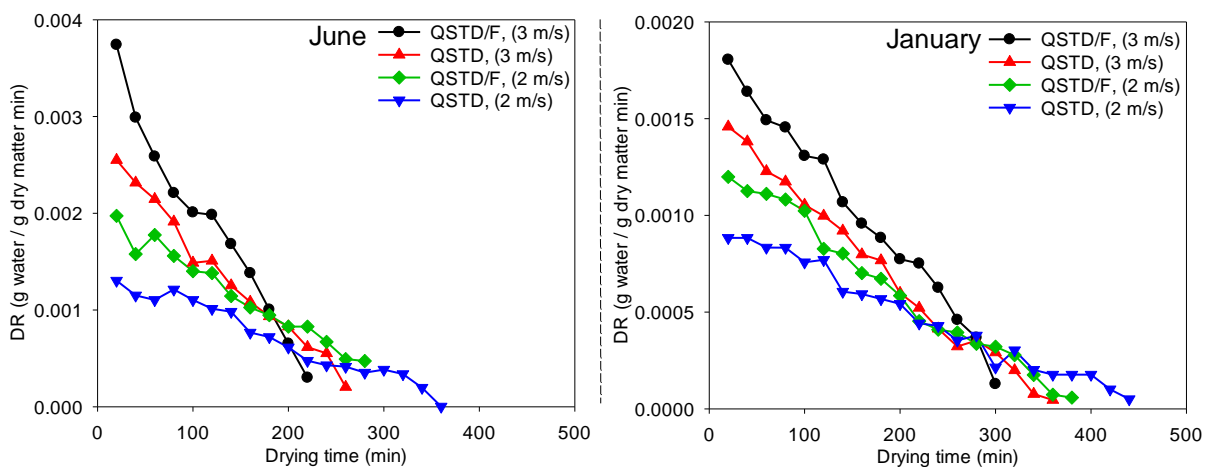 June
QSTD/F, (3 m/s)
QSTD, (3 m/s)
QSTD/F, (2 m/s)
QSTD, (2 m/s)
DR (g water / g dry matter min)
0.004
0.003
0.002
0.001
0.000
0 100 200 300 400 500
Drying time (min)
January
QSTD/F, (3 m/s)
QSTD, (3 m/s)
QSTD/F, (2 m/s)
QSTD, (2 m/s)
DR (g water / g dry matter min)
0.0020
0.0015
0.0010
0.0005
0.0000
0 100 200 300 400 500
Drying time (min)